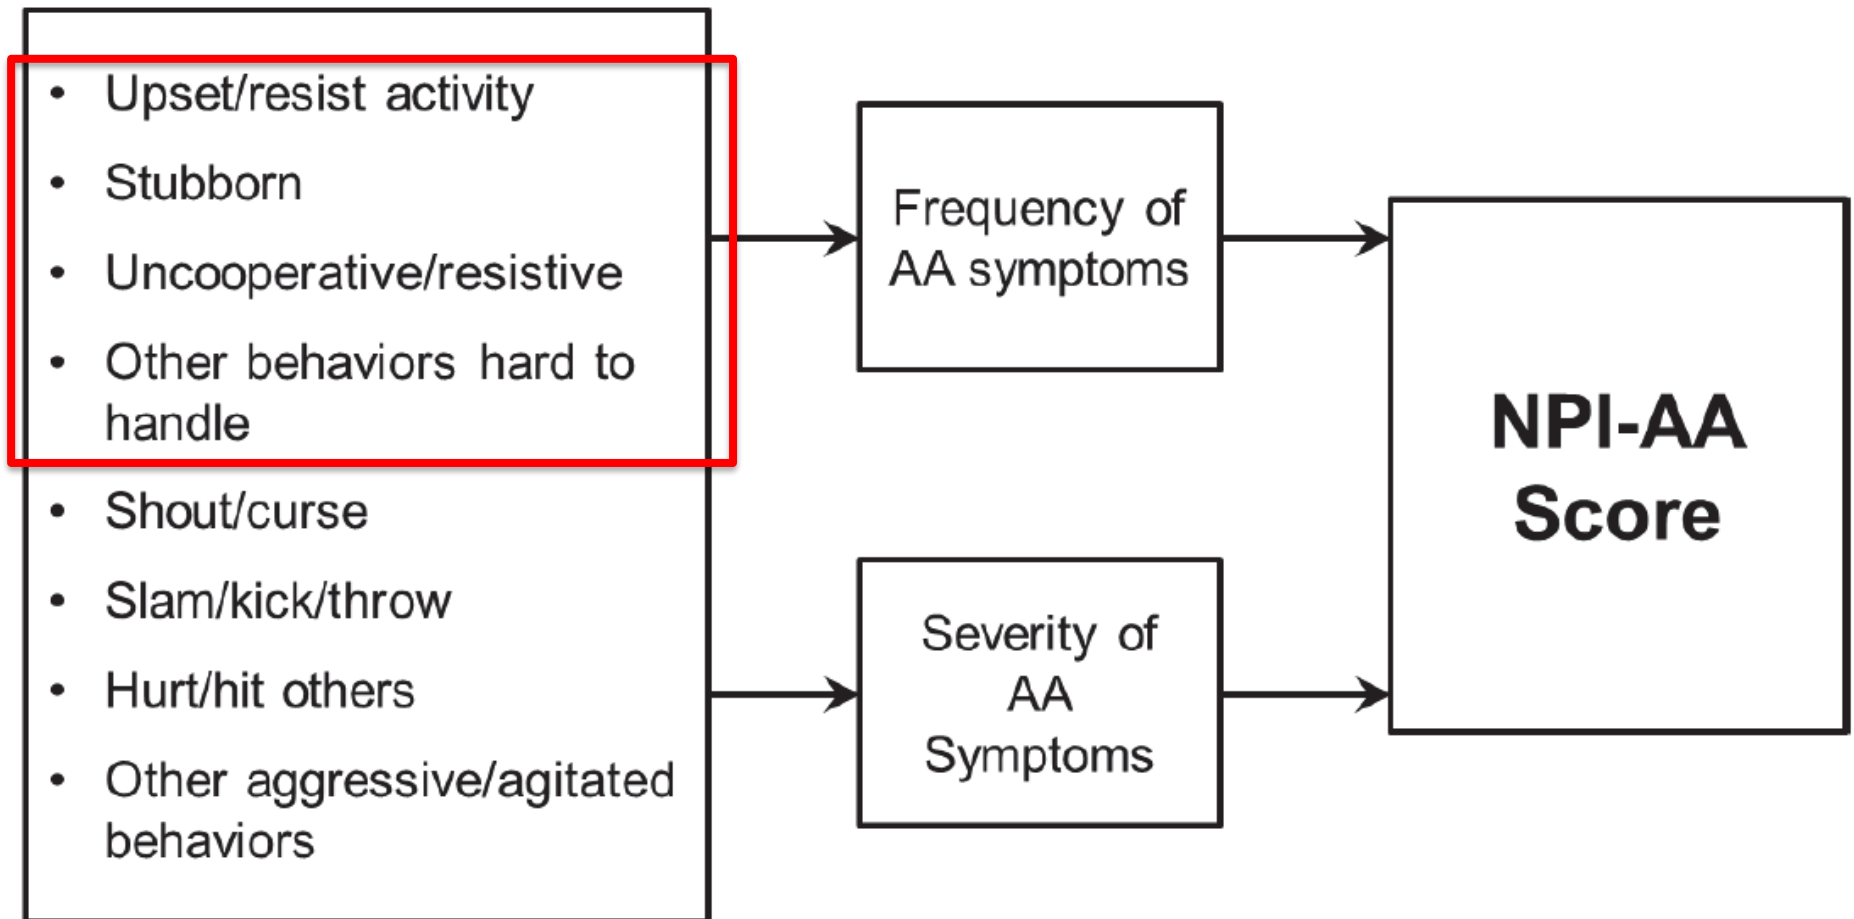 • Upset/resist activity
• Stubborn
• Uncooperative/resistive
• Other behaviors hard to
handle
• Shout/curse
• Slam/kick/throw
• Hurt/hit others
• Other aggressive/agitated
behaviors
Frequency of
AA symptoms
Severity of
AA
Symptoms
NPI-AA
Score